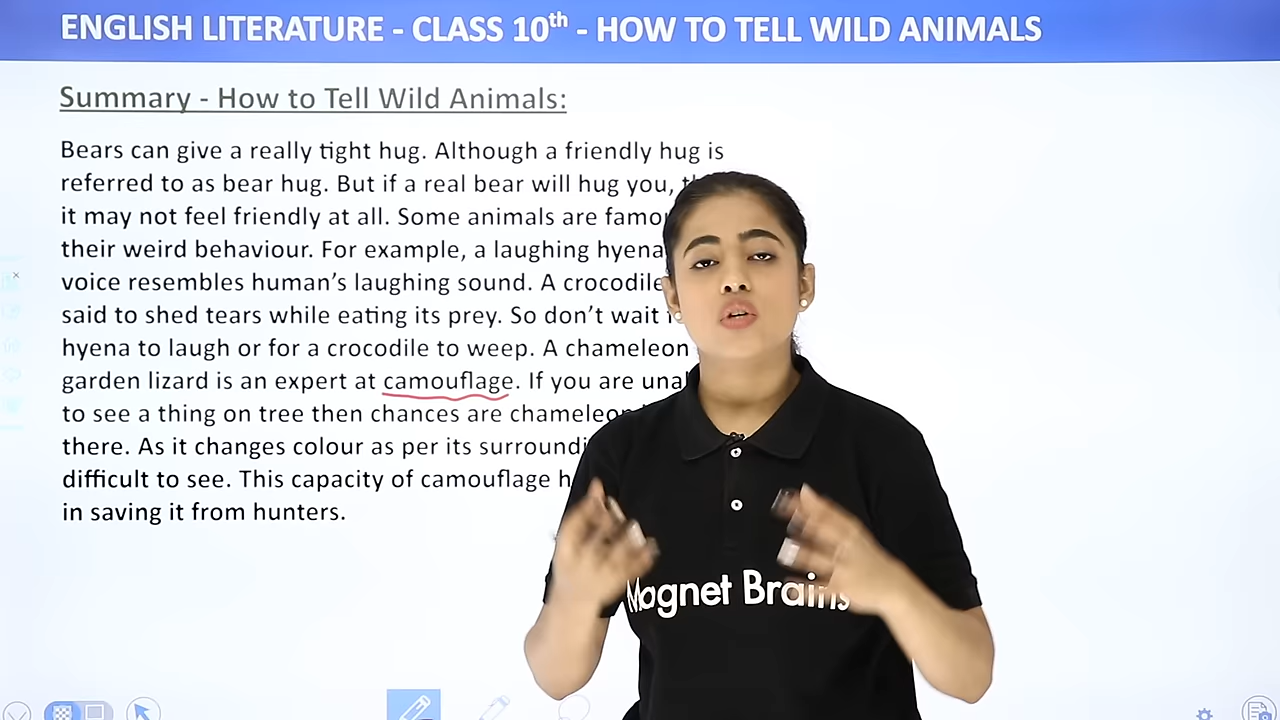 ENGLISH LITERATURE - CLASS 10th - HOW TO TELL WILD ANIMALS
Summary - How to Tell Wild Animals:
Bears can give a really tight hug. Although a friendly hug is
referred to as bear hug. But if a real bear will hug you,
it may not feel friendly at all. Some animals are
their weird behaviour. For example, a laughing hyena
voice resembles human's laughing sound. A crocodile
said to shed tears while eating its prey. So don't wait
hyena to laugh or for a crocodile to weep. A chameleon
garden lizard is an expert at camouflage. If you are
to see a thing on tree then chances are chameleon
there. As it changes colour as per its
difficult to see. This capacity of camouflage
in saving it from hunters.
Magnet Brains